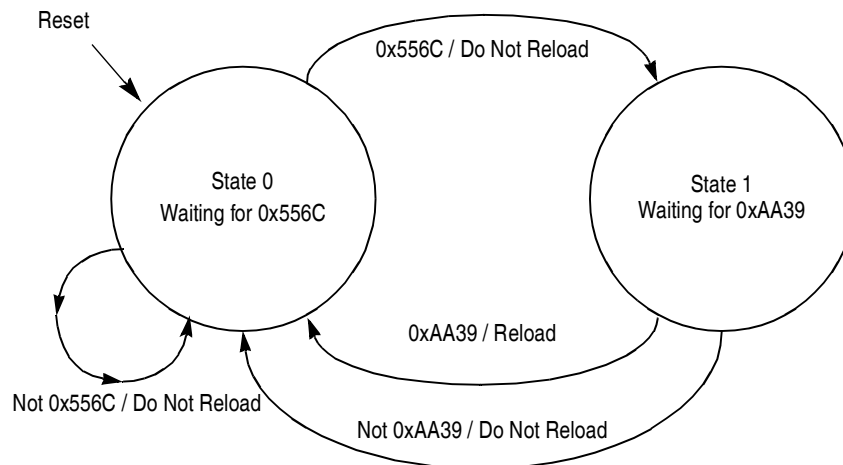 Reset
0x556C / Do Not Reload
State 0
Waiting for 0x556C
State 1
Waiting for 0xAA39
0xAA39 / Reload
Not 0x556C / Do Not Reload
Not 0xAA39 / Do Not Reload